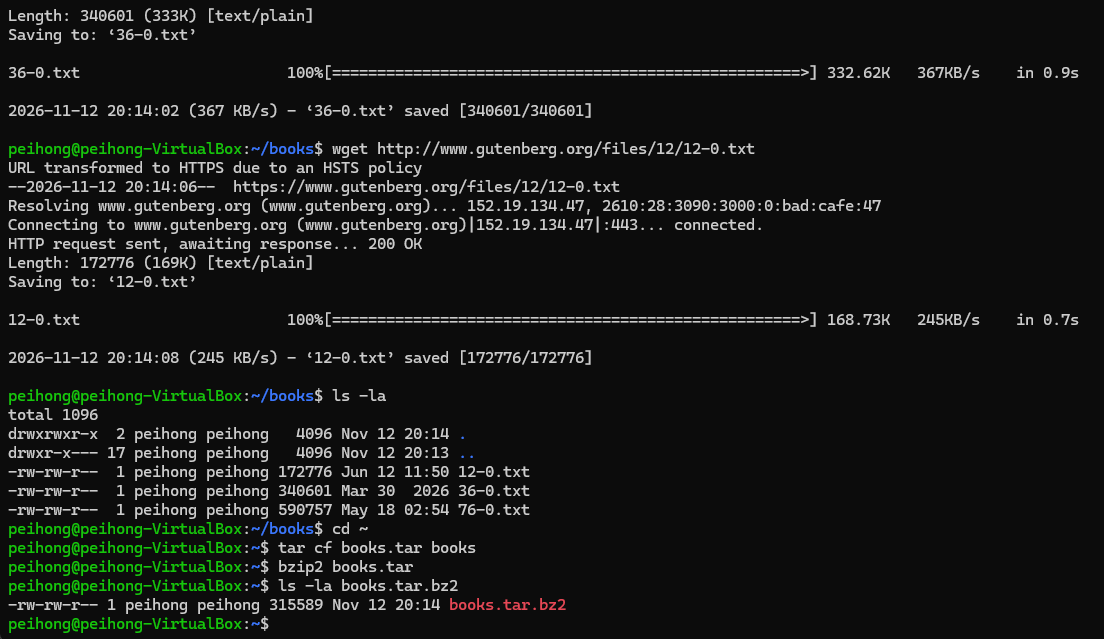 Length: 340601 (333K) [text/plain]
Saving to: ‘36-0.txt’
36-0.txt                       100%[====================================================>] 332.62K   367KB/s    in 0.9s
2026-11-12 20:14:02 (367 KB/s) - ‘36-0.txt’ saved [340601/340601]
peihong@peihong-VirtualBox:~/books$ wget http://www.gutenberg.org/files/12/12-0.txt
URL transformed to HTTPS due to an HSTS policy
--2026-11-12 20:14:06--  https://www.gutenberg.org/files/12/12-0.txt
Resolving www.gutenberg.org (www.gutenberg.org)... 152.19.134.47, 2610:28:3090:3000:0:bad:cafe:47
Connecting to www.gutenberg.org (www.gutenberg.org)|152.19.134.47|:443... connected.
HTTP request sent, awaiting response... 200 OK
Length: 172776 (169K) [text/plain]
Saving to: ‘12-0.txt’
12-0.txt                       100%[====================================================>] 168.73K   245KB/s    in 0.7s
2026-11-12 20:14:08 (245 KB/s) - ‘12-0.txt’ saved [172776/172776]
peihong@peihong-VirtualBox:~/books$ ls -la
total 1096
drwxrwxr-x  2 peihong peihong   4096 Nov 12 20:14 .
drwxr-x--- 17 peihong peihong   4096 Nov 12 20:13 ..
-rw-rw-r--  1 peihong peihong 172776 Jun 12 11:50 12-0.txt
-rw-rw-r--  1 peihong peihong 340601 Mar 30  2026 36-0.txt
-rw-rw-r--  1 peihong peihong 590757 May 18 02:54 76-0.txt
peihong@peihong-VirtualBox:~/books$ cd ~
peihong@peihong-VirtualBox:~$ tar cf books.tar books
peihong@peihong-VirtualBox:~$ bzip2 books.tar
peihong@peihong-VirtualBox:~$ ls -la books.tar.bz2
-rw-rw-r-- 1 peihong peihong 315589 Nov 12 20:14 books.tar.bz2
peihong@peihong-VirtualBox:~$